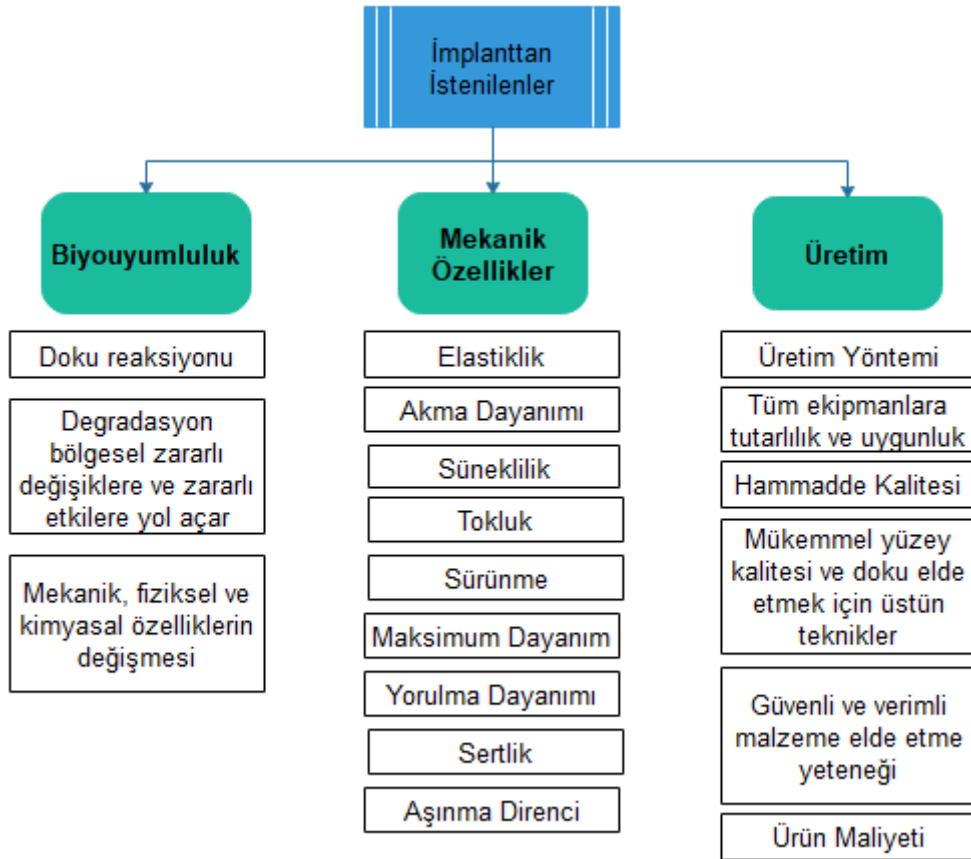 İmplanttan
İstenilenler
Biyouyumluluk
Mekanik
Özellikler
Üretim
Doku reaksiyonu
Degradasyon
bölgesel zararlı
değişiklere ve zararlı
etkilere yol açar
Mekanik, fiziksel ve
kimyasal özelliklerin
değişmesi
Elastiklik
Akma Dayanımı
Süneklilik
Tokluk
Sürünme
Maksimum Dayanım
Yorulma Dayanımı
Sertlik
Aşınma Direnci
Üretim Yöntemi
Tüm ekipmanlara
tutarlılık ve uygunluk
Hammadde Kalitesi
Mükemmel yüzey
kalitesi ve doku elde
etmek için üstün
teknikler
Güvenli ve verimli
malzeme elde etme
yeteneği
Ürün Maliyeti